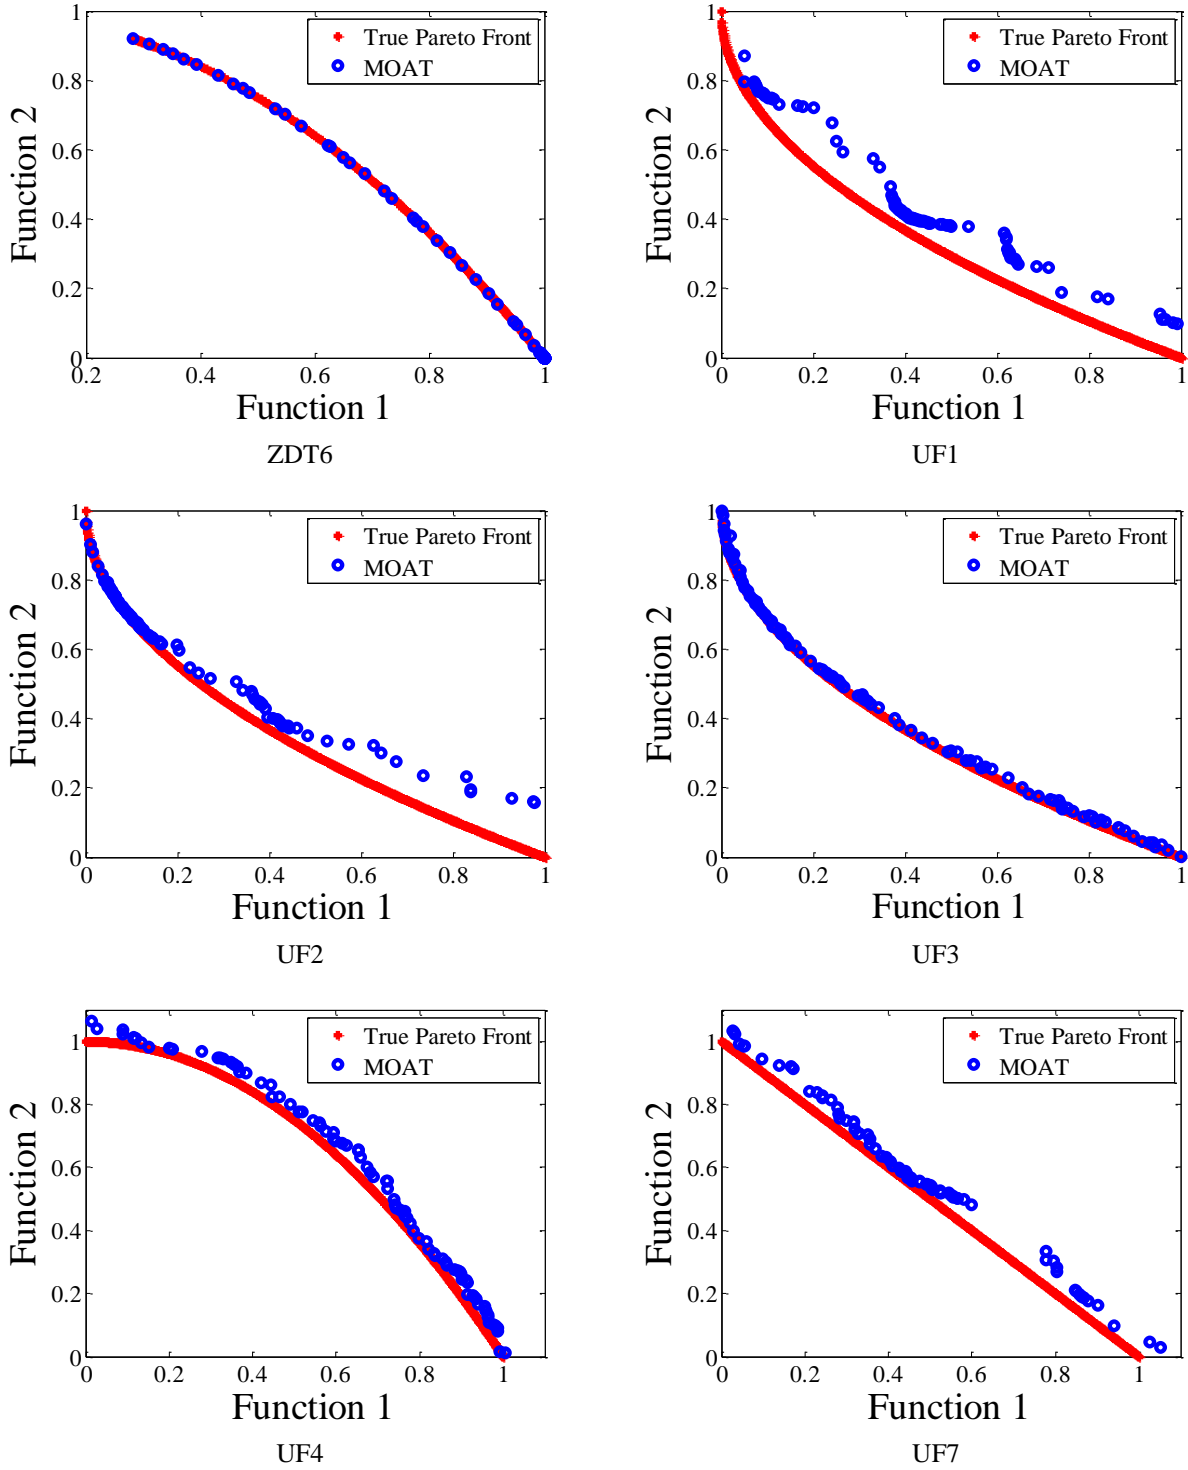 1
0.8
0.6
0.4
0.2
0
0.2 0.4 0.6 0.8 1
Function 2
Function 1
True Pareto Front
MOAT
ZDT6
1
0.8
0.6
0.4
0.2
0
0 0.2 0.4 0.6 0.8 1
Function 2
Function 1
True Pareto Front
MOAT
UF1
1
0.8
0.6
0.4
0.2
0
0 0.2 0.4 0.6 0.8 1
Function 2
Function 1
True Pareto Front
MOAT
UF2
1
0.8
0.6
0.4
0.2
0
0 0.2 0.4 0.6 0.8 1
Function 2
Function 1
True Pareto Front
MOAT
UF3
1
0.8
0.6
0.4
0.2
0
0 0.2 0.4 0.6 0.8 1
Function 2
Function 1
True Pareto Front
MOAT
UF4
1
0.8
0.6
0.4
0.2
0
0 0.2 0.4 0.6 0.8 1
Function 2
Function 1
True Pareto Front
MOAT
UF7